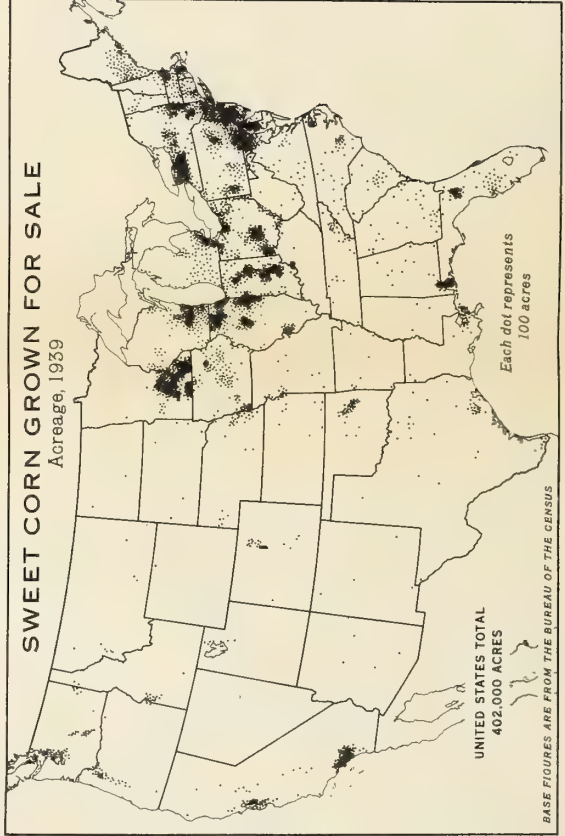 SWEET CORN GROWN FOR SALE
Acreage, 1939
Each dot represents
100 acres
UNITED STATES TOTAL
402,000 ACRES
BASE FIGURES ARE FROM THE BUREAU OF THE CENSUS